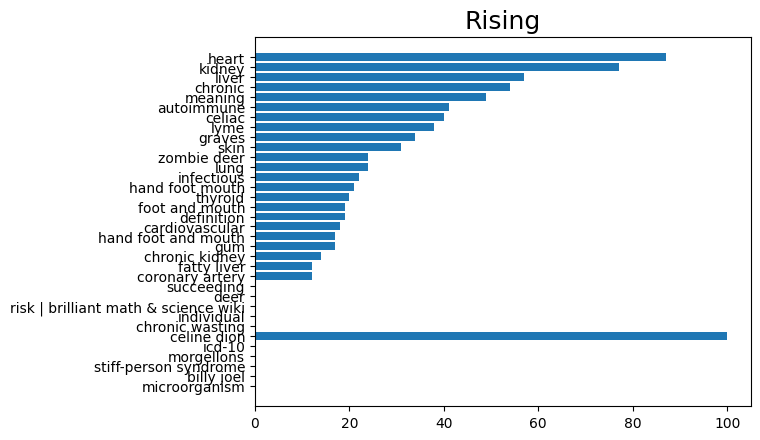 Rising
heart
kidney
liver
chronic
meaning
autoimmune
celiac
lyme
graves
skin
zombie deer
lung
infectious
hand foot mouth
thyroid
foot and mouth
definition
cardiovascular
hand foot and mouth
gum
chronic kidney
fatty liver
coronary artery
succeeding
deer
risk | brilliant math & science wiki
individual
chronic wasting
celine dion
icd-10
morgellons
stiff-person syndrome
billy joel
microorganism
0 20 40 60 80 100